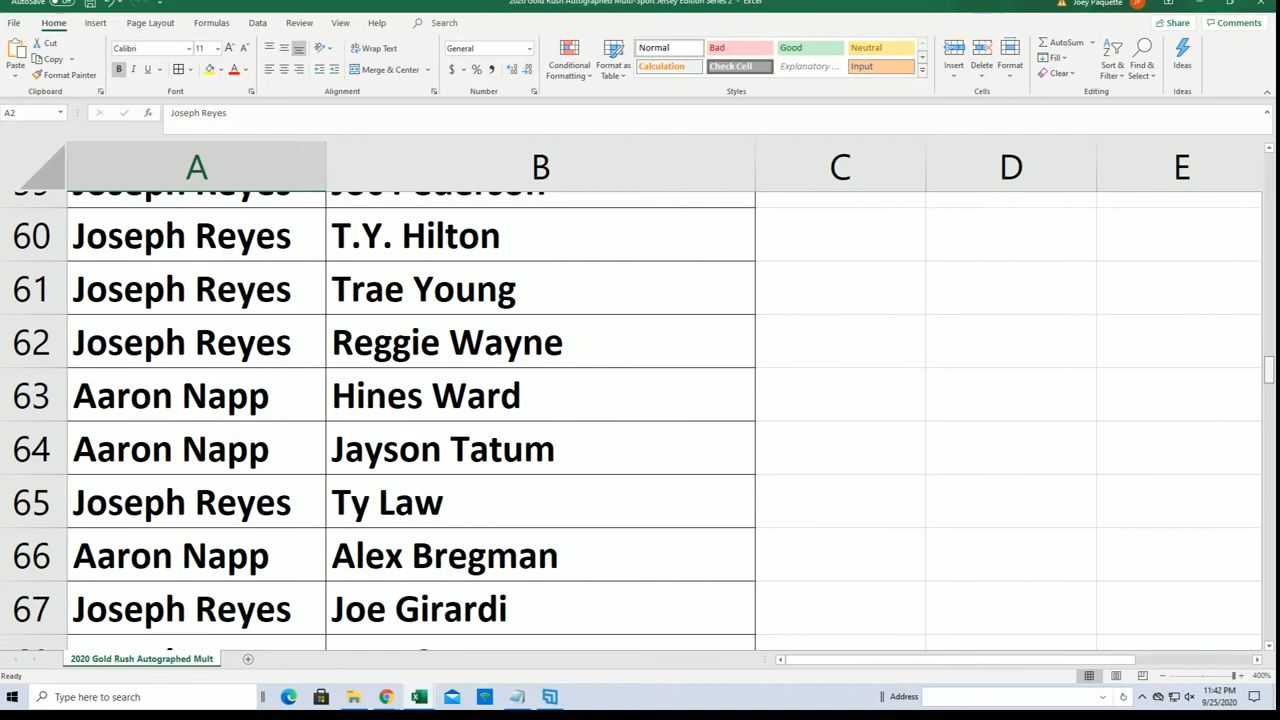 AutoSave
2020 Gold Rush Autographed Multi-Sport Jersey Edition Series 2 - Excel
Joey Paquette
JP
File Home Insert Page Layout Formulas Data Review View Help Search
Share Comments
Paste Cut Copy Format Painter
Calibri 11
B I U
Wrap Text
Merge & Center
General
$ % ,
Conditional Formatting
Format as Table
Normal Bad Good Neutral
Calculation Check Cell Explanatory ... Input
Insert Delete Format
AutoSum
Fill
Clear
Sort & Filter
Find & Select
Ideas
Clipboard Font Alignment Number Styles Cells Editing Ideas
A2 fx Joseph Reyes
A B C D E
60 Joseph Reyes T.Y. Hilton
61 Joseph Reyes Trae Young
62 Joseph Reyes Reggie Wayne
63 Aaron Napp Hines Ward
64 Aaron Napp Jayson Tatum
65 Joseph Reyes Ty Law
66 Aaron Napp Alex Bregman
67 Joseph Reyes Joe Girardi
2020 Gold Rush Autographed Mult
Ready
400%
Type here to search
Address
11:42 PM
9/25/2020